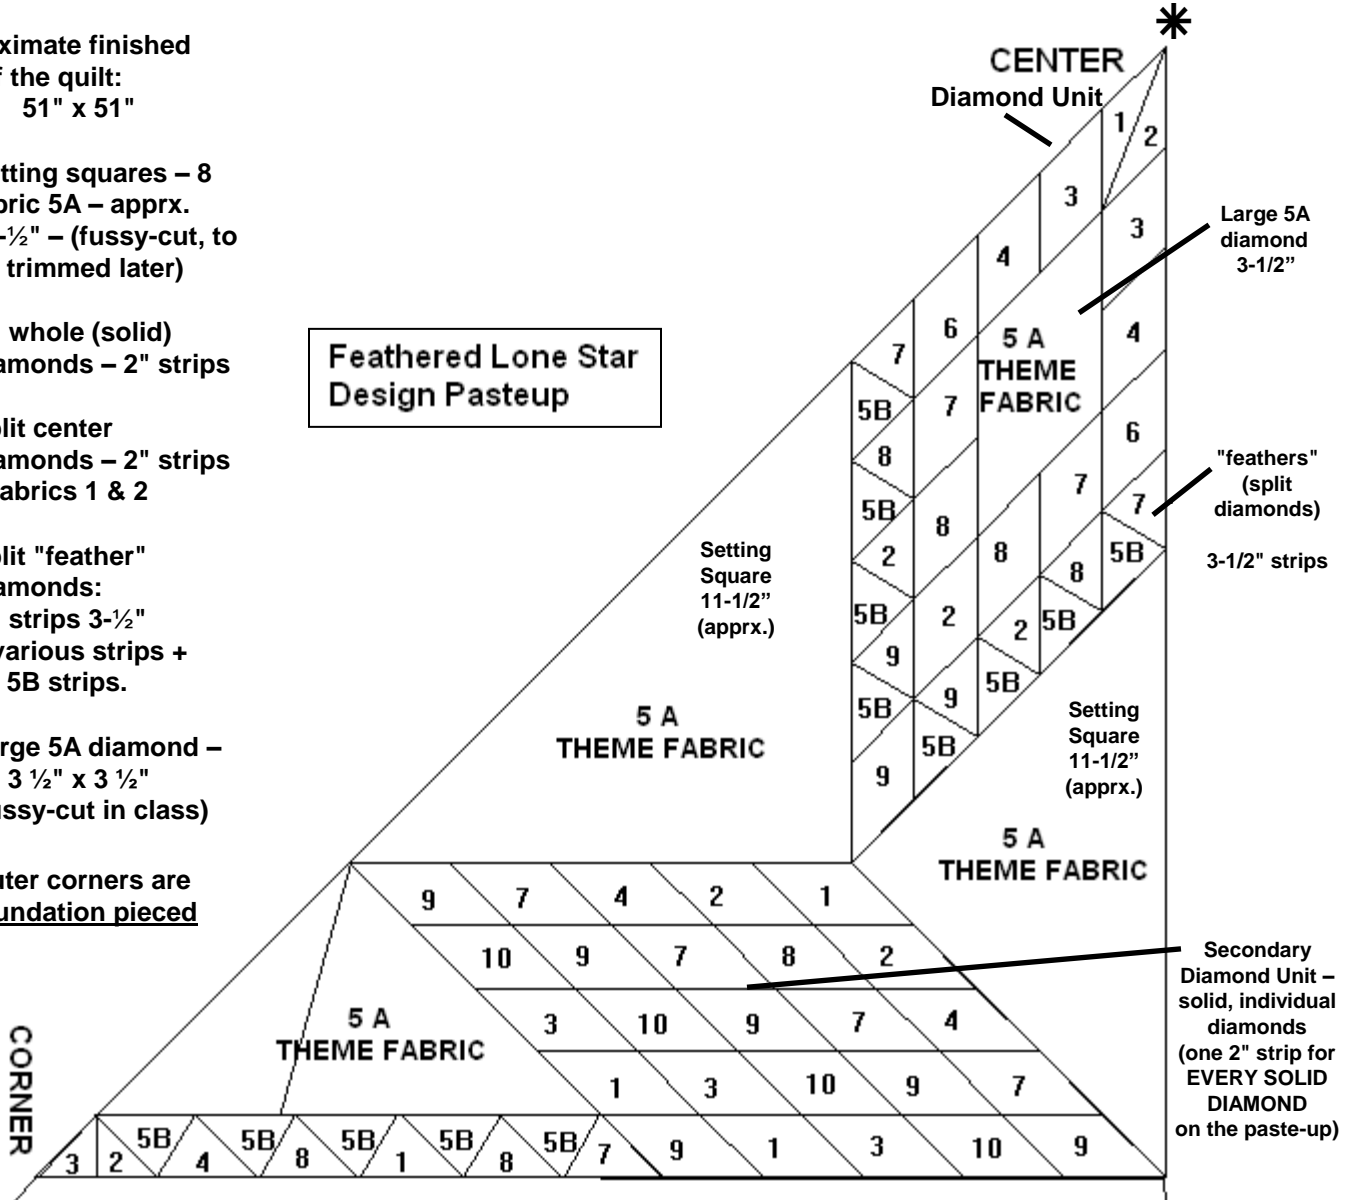 ximate finished
f the quilt:
51" x 51"
tting squares – 8
bric 5A – apprx.
-½" – (fussy-cut, to
trimmed later)
whole (solid)
amonds – 2" strips
lit center
amonds – 2" strips
abrics 1 & 2
lit "feather"
amonds:
strips 3-½"
various strips +
5B strips.
rge 5A diamond –
3 ½" x 3 ½"
ussy-cut in class)
uter corners are
undation pieced
Feathered Lone Star
Design Pasteup
*
CENTER
Diamond Unit
1
2
3
3
4
4
6
6
7
7
7
7
5 A
THEME
FABRIC
5B
8
5B
2
5B
9
5B
9
8
2
9
5B
8
2
5B
8
5B
5B
Large 5A
diamond
3-1/2”
"feathers"
(split
diamonds)
3-1/2" strips
Setting
Square
11-1/2”
(apprx.)
5 A
THEME FABRIC
Setting
Square
11-1/2”
(apprx.)
5 A
THEME FABRIC
9 7 4 2 1
10 9 7 8 2
3 10 9 7 4
1 3 10 9 7
9 1 3 10 9
5 A
THEME FABRIC
CORNER
3 2 5B 4 5B 8 5B 1 5B 8 5B 7
Secondary
Diamond Unit –
solid, individual
diamonds
(one 2" strip for
EVERY SOLID
DIAMOND
on the paste-up)